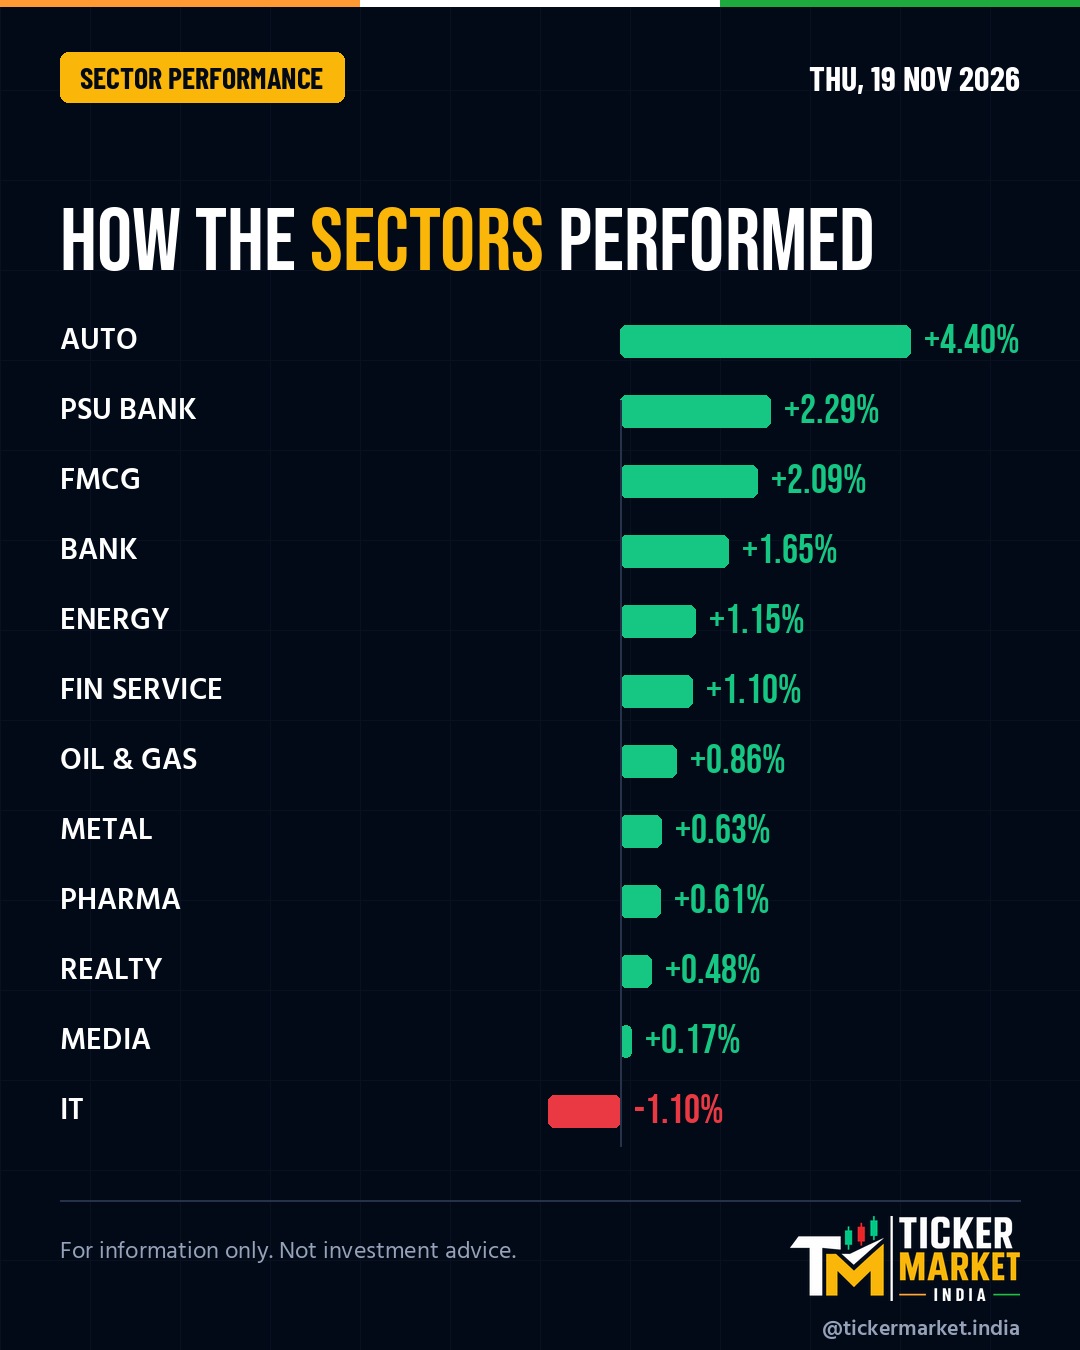 SECTOR PERFORMANCE
THU, 19 NOV 2026
HOW THE SECTORS PERFORMED
AUTO +4.40%
PSU BANK +2.29%
FMCG +2.09%
BANK +1.65%
ENERGY +1.15%
FIN SERVICE +1.10%
OIL & GAS +0.86%
METAL +0.63%
PHARMA +0.61%
REALTY +0.48%
MEDIA +0.17%
IT -1.10%
For information only. Not investment advice.
TM
TICKER
MARKET
INDIA
@tickermarket.india